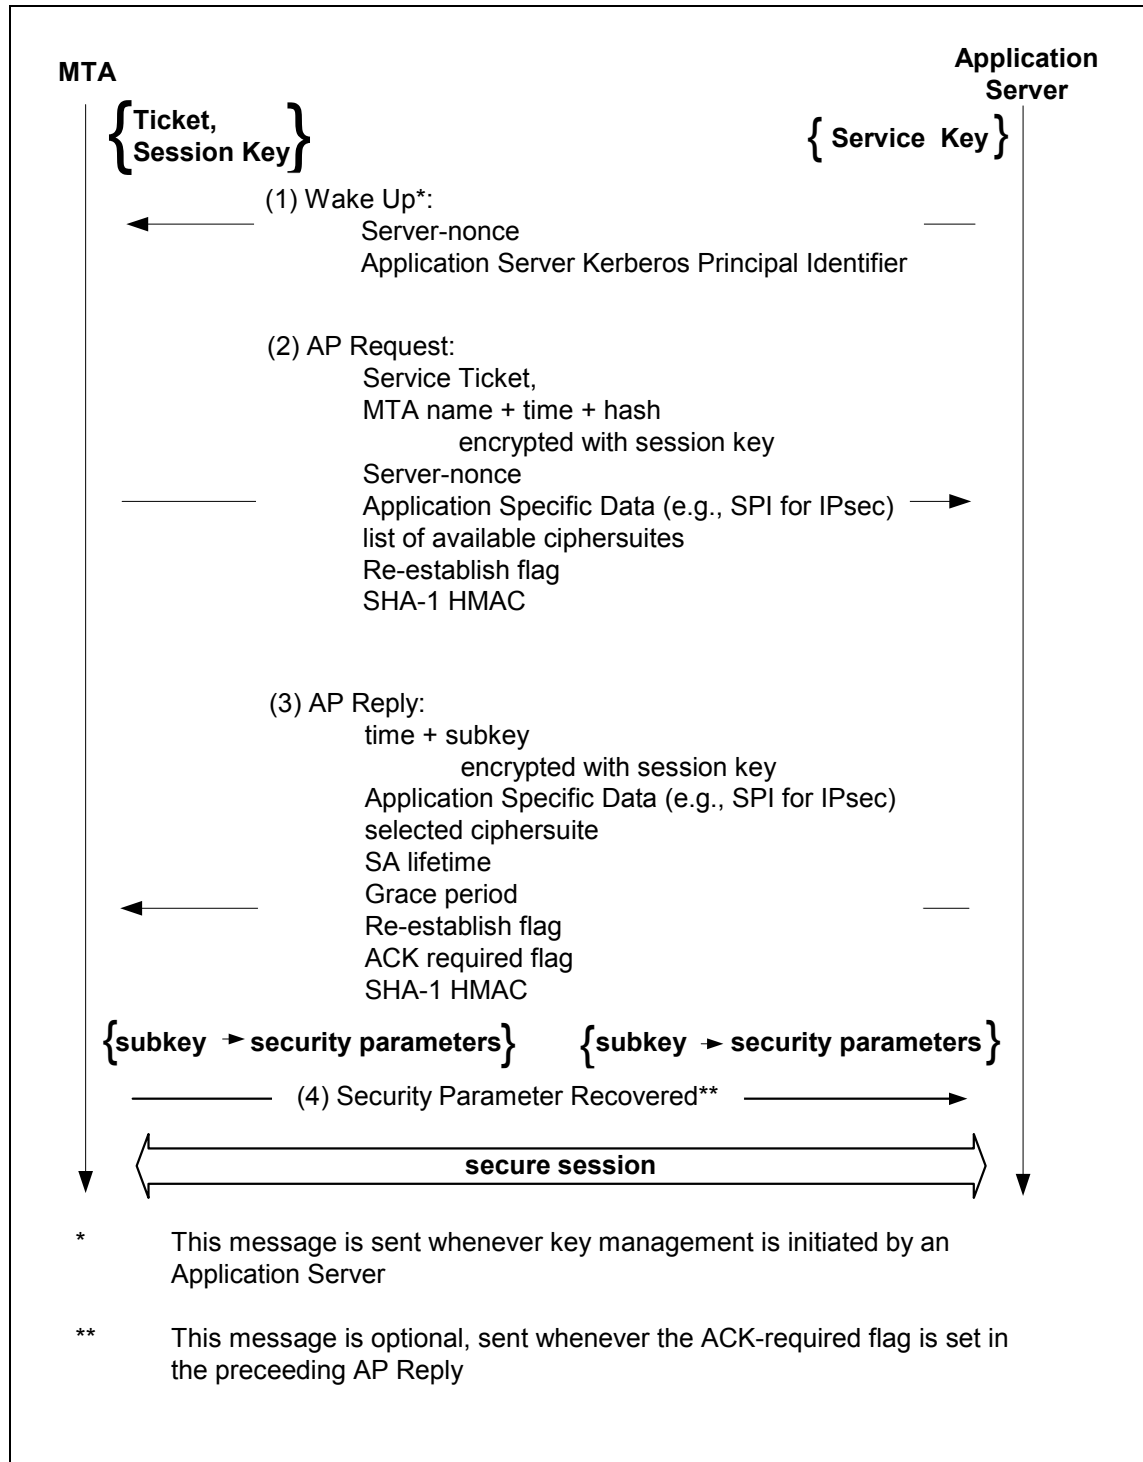 MTA
Application
Server
{Ticket,
Session Key}
{ Service Key }
(1) Wake Up*:
Server-nonce
Application Server Kerberos Principal Identifier
(2) AP Request:
Service Ticket,
MTA name + time + hash
encrypted with session key
Server-nonce
Application Specific Data (e.g., SPI for IPsec)
list of available ciphersuites
Re-establish flag
SHA-1 HMAC
(3) AP Reply:
time + subkey
encrypted with session key
Application Specific Data (e.g., SPI for IPsec)
selected ciphersuite
SA lifetime
Grace period
Re-establish flag
ACK required flag
SHA-1 HMAC
{subkey → security parameters} {subkey → security parameters}
(4) Security Parameter Recovered**
secure session
* This message is sent whenever key management is initiated by an
Application Server
** This message is optional, sent whenever the ACK-required flag is set in
the preceeding AP Reply